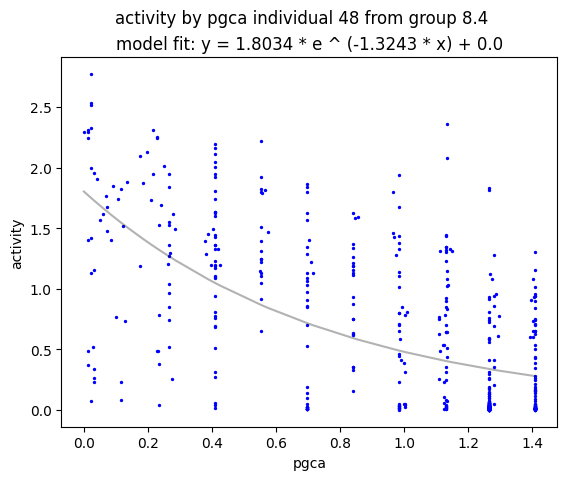 activity by pgca individual 48 from group 8.4
model fit: y = 1.8034 * e ^ (-1.3243 * x) + 0.0
2.5
2.0
1.5
1.0
0.5
0.0
activity
0.0 0.2 0.4 0.6 0.8 1.0 1.2 1.4
pgca